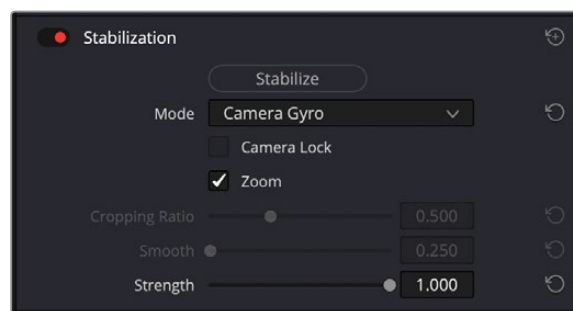 Stabilization
Stabilize
Mode Camera Gyro
Camera Lock
Zoom
Cropping Ratio 0.500
Smooth 0.250
Strength 1.000